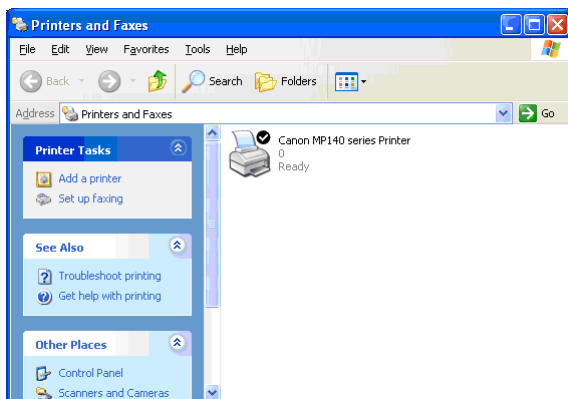 Printers and Faxes
File Edit View Favorites Tools Help
Back Search Folders
Address Printers and Faxes Go
Printer Tasks
Add a printer
Set up faxing
See Also
Troubleshoot printing
Get help with printing
Other Places
Control Panel
Scanners and Cameras
Canon MP140 series Printer
0
Ready